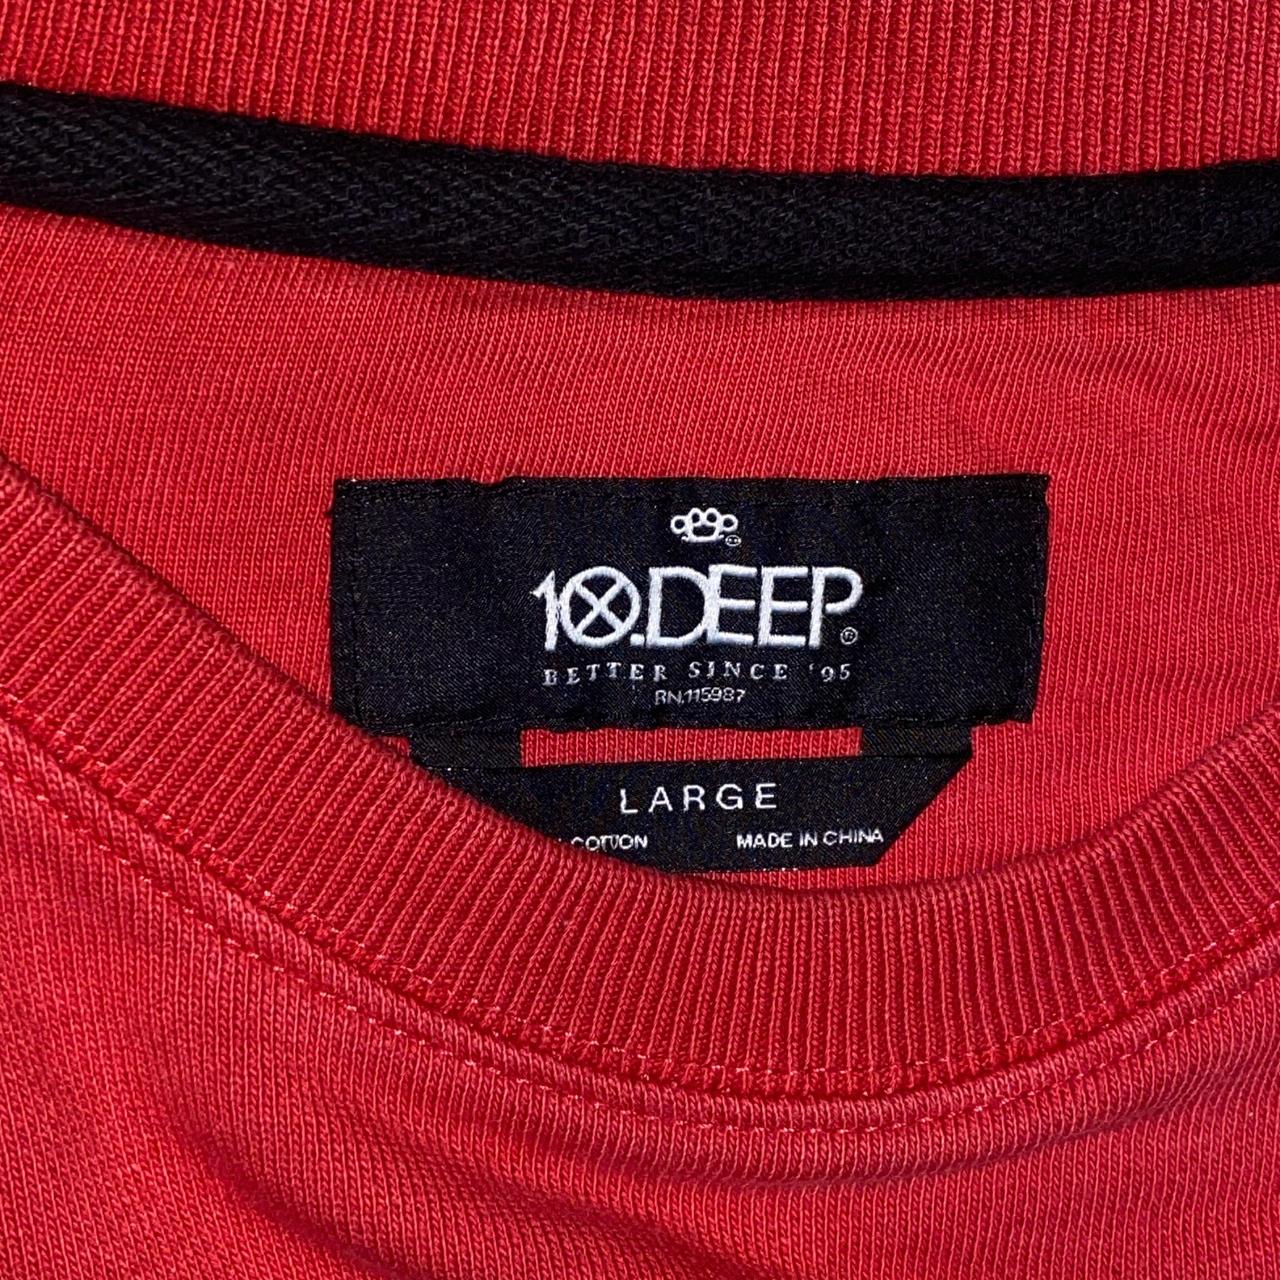 10.DEEP®
BETTER SINCE '95
RN.115987
LARGE
COTTON MADE IN CHINA